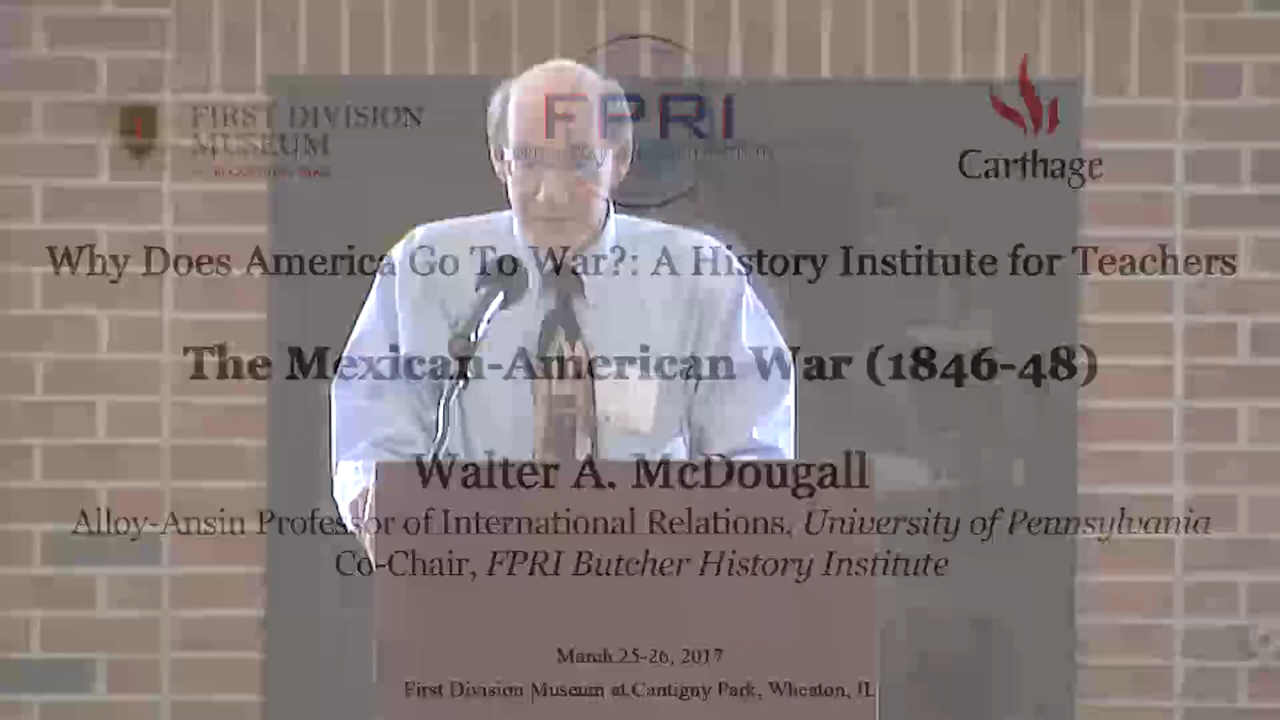 FIRST DIVISION
MUSEUM
FPRI
Carthage
Why Does America Go To War?: A History Institute for Teachers
The Mexican-American War (1846-48)
Walter A. McDougall
Alloy-Ansin Professor of International Relations, University of Pennsylvania
Co-Chair, FPRI Butcher History Institute
March 25-26, 2017
First Division Museum at Cantigny Park, Wheaton, IL